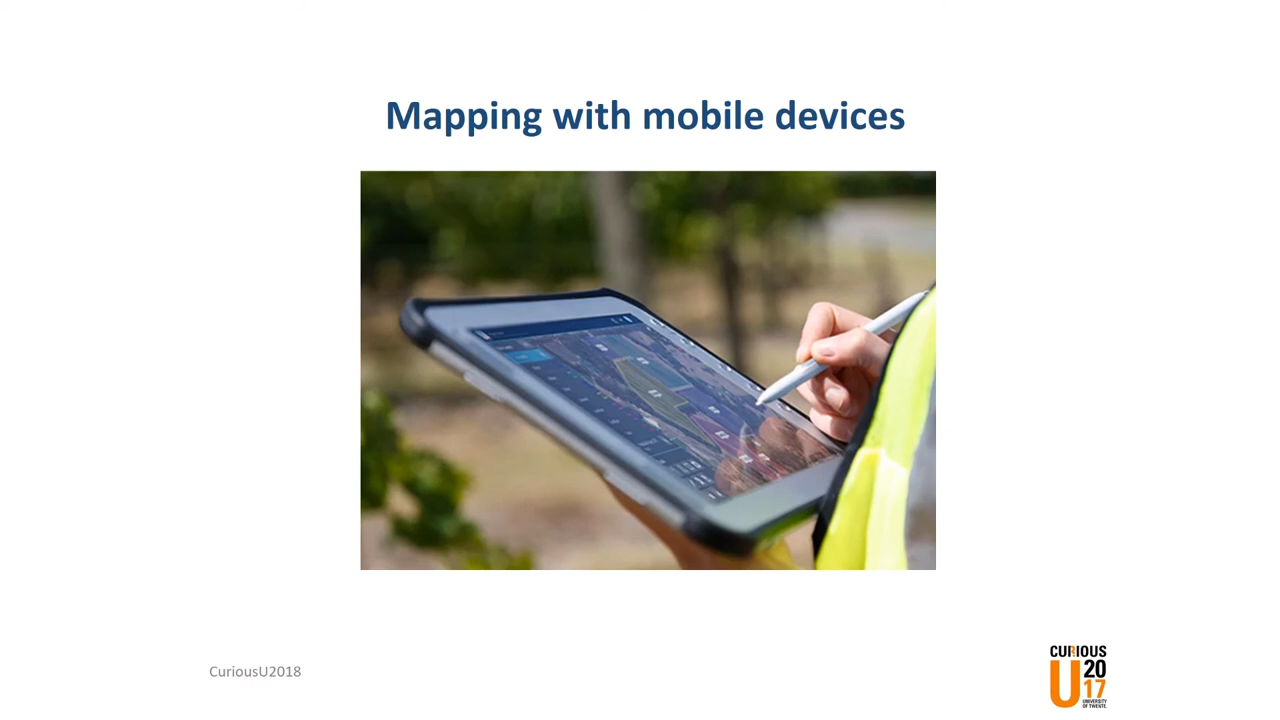 Mapping with mobile devices
CuriousU2018
CURIOUS
U 20
17
UNIVERSITY
OF TWENTE.